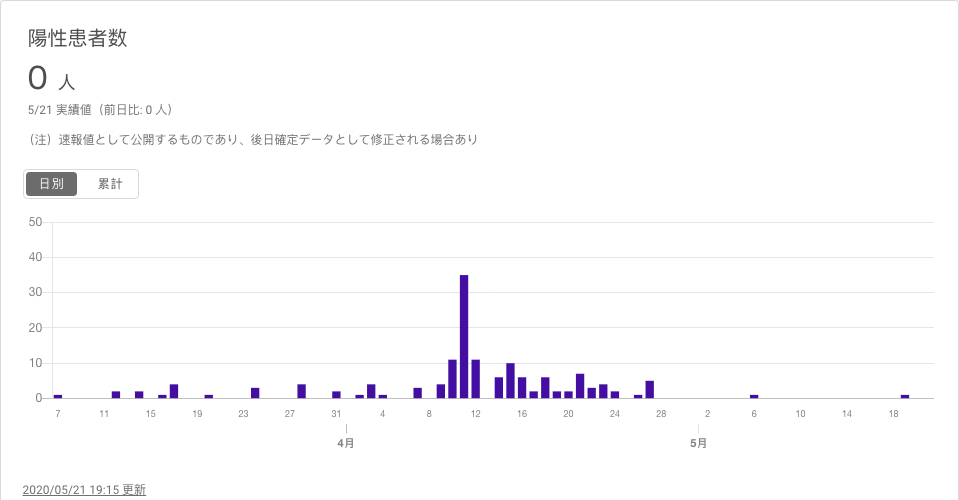 陽性患者数
0 人
5/21 実績値（前日比: 0 人）
（注）速報値として公開するものであり、後日確定データとして修正される場合あり
日別 累計
50
40
30
20
10
0
7 11 15 19 23 27 31 4 8 12 16 20 24 28 2 6 10 14 18
4月 5月
2020/05/21 19:15 更新